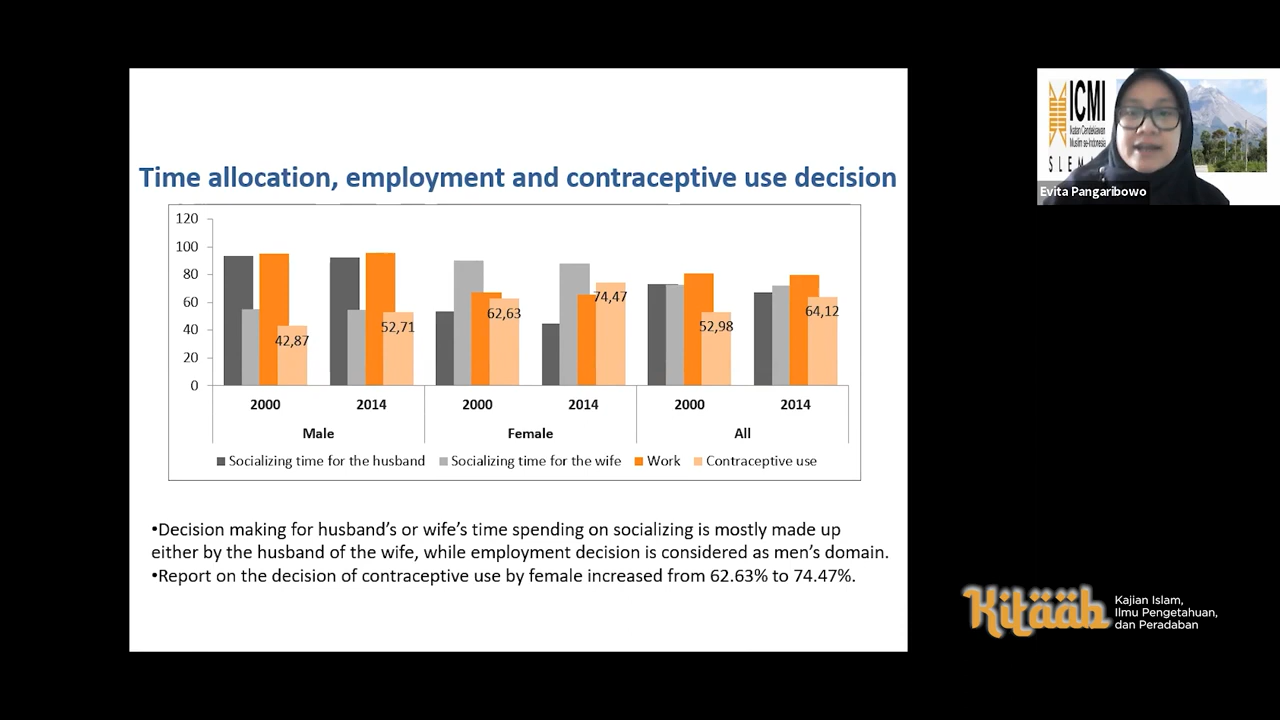 Time allocation, employment and contraceptive use decision
120
100
80
60
40
20
0
42,87
52,71
62,63
74,47
52,98
64,12
2000
2014
2000
2014
2000
2014
Male
Female
All
Socializing time for the husband
Socializing time for the wife
Work
Contraceptive use
•Decision making for husband's or wife's time spending on socializing is mostly made up
either by the husband of the wife, while employment decision is considered as men's domain.
•Report on the decision of contraceptive use by female increased from 62.63% to 74.47%.
ICMI
Ikatan Cendekiawan
Muslim se-Indonesia
S L E M
Evita Pangaribowo
Kitääb
Kajian Islam,
Ilmu Pengetahuan,
dan Peradaban